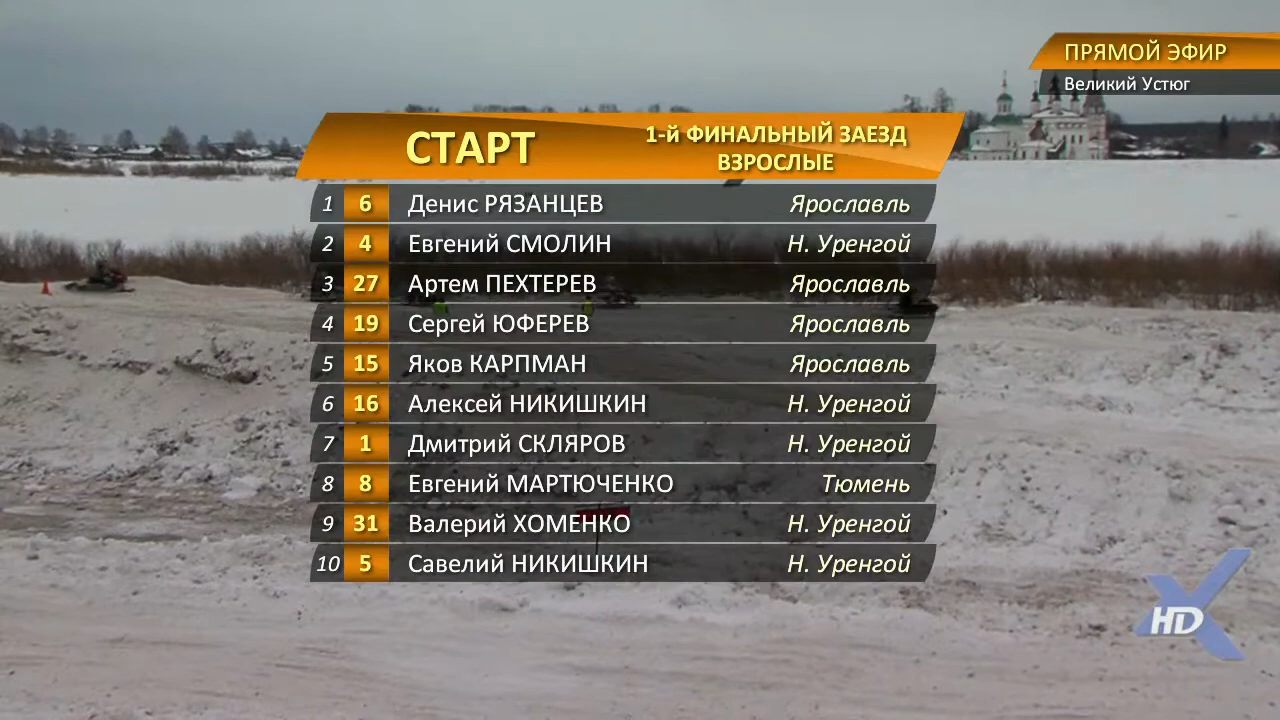 ПРЯМОЙ ЭФИР
Великий Устюг
СТАРТ
1-й ФИНАЛЬНЫЙ ЗАЕЗД
ВЗРОСЛЫЕ
1 6 Денис РЯЗАНЦЕВ Ярославль
2 4 Евгений СМОЛИН Н. Уренгой
3 27 Артем ПЕХТЕРЕВ Ярославль
4 19 Сергей ЮФЕРЕВ Ярославль
5 15 Яков КАРПМАН Ярославль
6 16 Алексей НИКИШКИН Н. Уренгой
7 1 Дмитрий СКЛЯРОВ Н. Уренгой
8 8 Евгений МАРТЮЧЕНКО Тюмень
9 31 Валерий ХОМЕНКО Н. Уренгой
10 5 Савелий НИКИШКИН Н. Уренгой
X HD